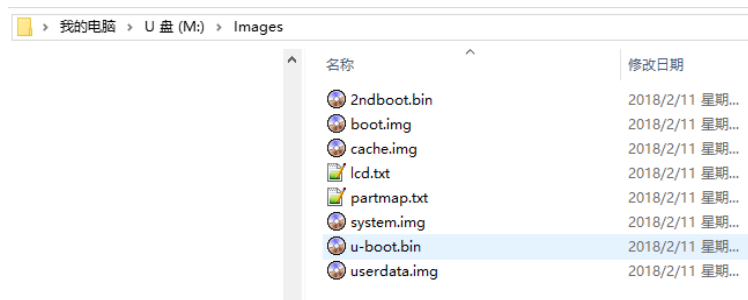 我的电脑 › U 盘 (M:) › Images
名称 修改日期
2ndboot.bin 2018/2/11 星期...
boot.img 2018/2/11 星期...
cache.img 2018/2/11 星期...
lcd.txt 2018/2/11 星期...
partmap.txt 2018/2/11 星期...
system.img 2018/2/11 星期...
u-boot.bin 2018/2/11 星期...
userdata.img 2018/2/11 星期...